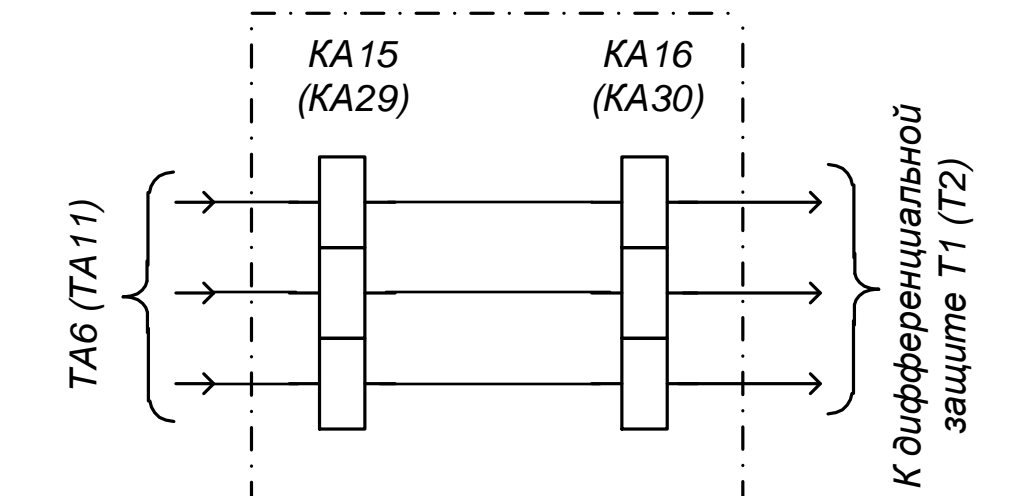 КА15
(КА29)
КА16
(КА30)
ТА6 (ТА11)
К дифференциальной
защите Т1 (Т2)